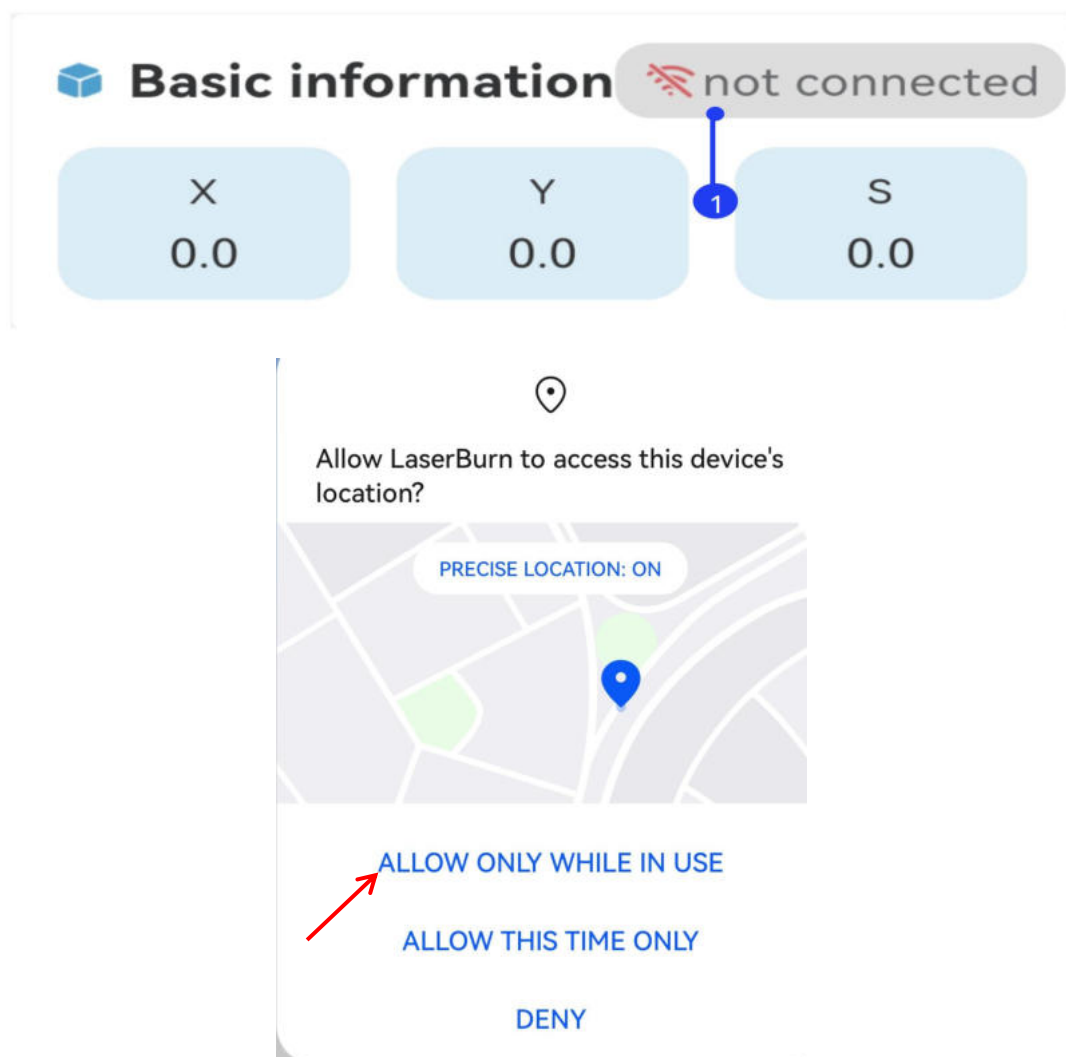 Basic information not connected
X Y S
1
0.0 0.0 0.0
Allow LaserBurn to access this device's
location?
PRECISE LOCATION: ON
ALLOW ONLY WHILE IN USE
ALLOW THIS TIME ONLY
DENY